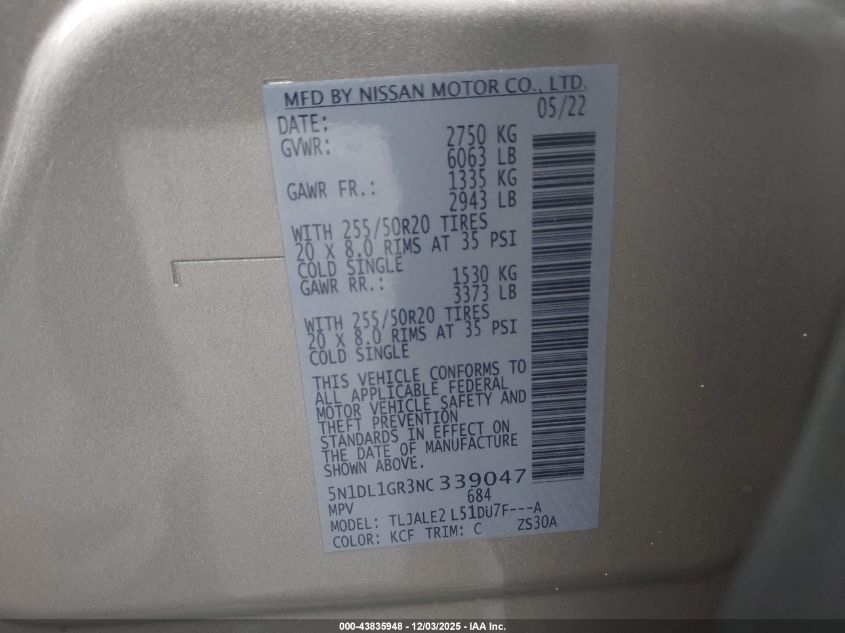 MFD BY NISSAN MOTOR CO., LTD.
DATE: 05/22
GVWR: 2750 KG
6063 LB
GAWR FR.: 1335 KG
2943 LB
WITH 255/50R20 TIRES
20 X 8.0 RIMS AT 35 PSI
COLD SINGLE
GAWR RR.: 1530 KG
3373 LB
WITH 255/50R20 TIRES
20 X 8.0 RIMS AT 35 PSI
COLD SINGLE
THIS VEHICLE CONFORMS TO
ALL APPLICABLE FEDERAL
MOTOR VEHICLE SAFETY AND
THEFT PREVENTION
STANDARDS IN EFFECT ON
THE DATE OF MANUFACTURE
SHOWN ABOVE.
5N1DL1GR3NC339047
MPV 684
MODEL: TLJALE2 L51DU7F---A
COLOR: KCF TRIM: C ZS30A
000-43835948 - 12/03/2025 - IAA Inc.